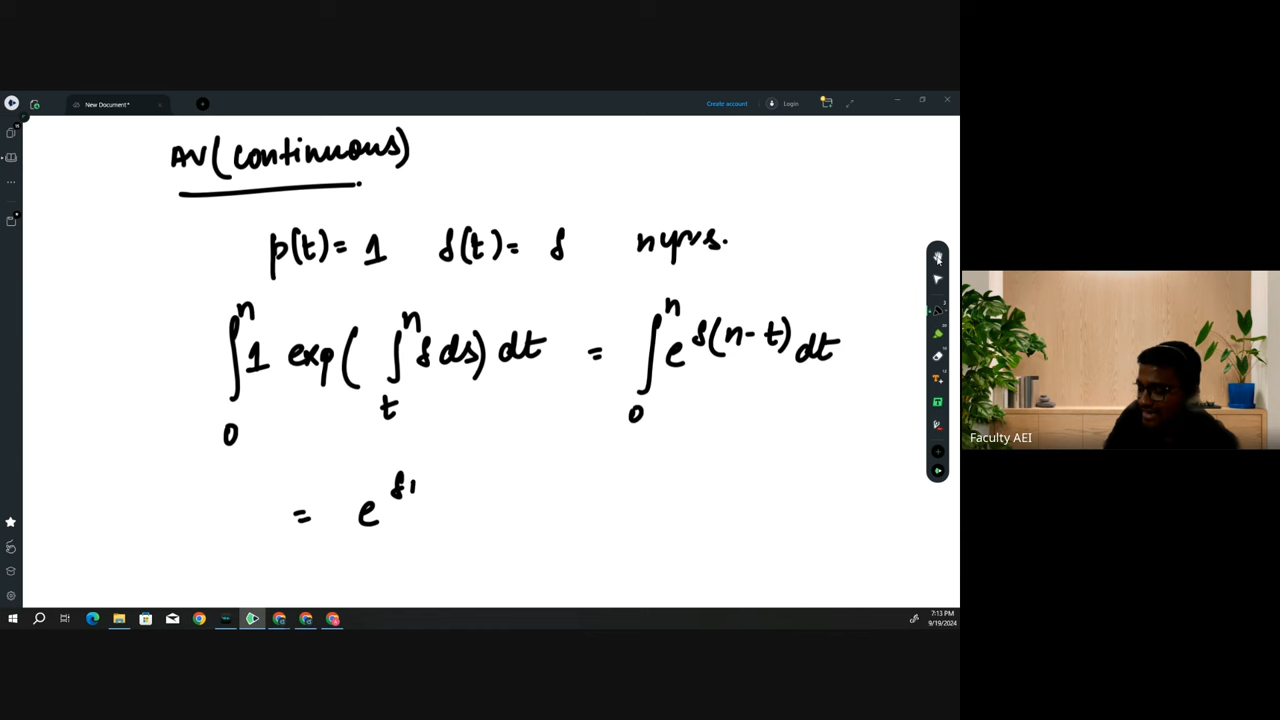 New Document*
Create account
Login
AV(continuous)
p(t)= 1 δ(t)= δ n yrs.
∫₀ⁿ 1 exp( ∫ₜⁿ δ ds) dt = ∫₀ⁿ e^δ(n-t) dt
= e^δ
Faculty AEI
7:13 PM
9/19/2024